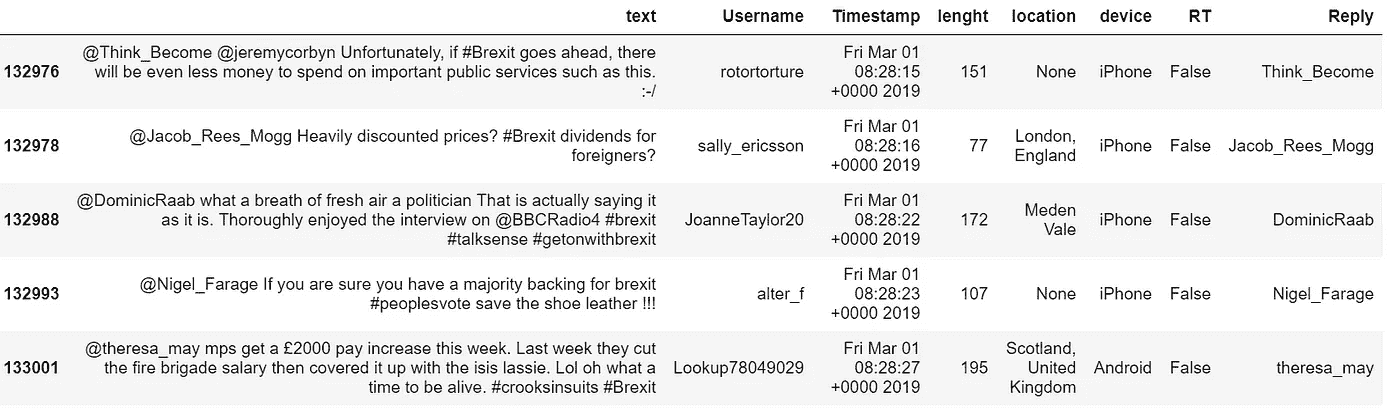 text Username Timestamp lenght location device RT Reply
132976 @Think_Become @jeremycorbyn Unfortunately, if #Brexit goes ahead, there
will be even less money to spend on important public services such as this.
:-/ rotortorture Fri Mar 01
08:28:15
+0000 2019 151 None iPhone False Think_Become
132978 @Jacob_Rees_Mogg Heavily discounted prices? #Brexit dividends for
foreigners? sally_ericsson Fri Mar 01
08:28:16
+0000 2019 77 London,
England iPhone False Jacob_Rees_Mogg
132988 @DominicRaab what a breath of fresh air a politician That is actually saying it
as it is. Thoroughly enjoyed the interview on @BBCRadio4 #brexit
#talksense #getonwithbrexit JoanneTaylor20 Fri Mar 01
08:28:22
+0000 2019 172 Meden
Vale iPhone False DominicRaab
132993 @Nigel_Farage If you are sure you have a majority backing for brexit
#peoplesvote save the shoe leather !!! alter_f Fri Mar 01
08:28:23
+0000 2019 107 None iPhone False Nigel_Farage
133001 @theresa_may mps get a £2000 pay increase this week. Last week they cut
the fire brigade salary then covered it up with the isis lassie. Lol oh what a
time to be alive. #crooksinsuits #Brexit Lookup78049029 Fri Mar 01
08:28:27
+0000 2019 195 Scotland,
United
Kingdom Android False theresa_may